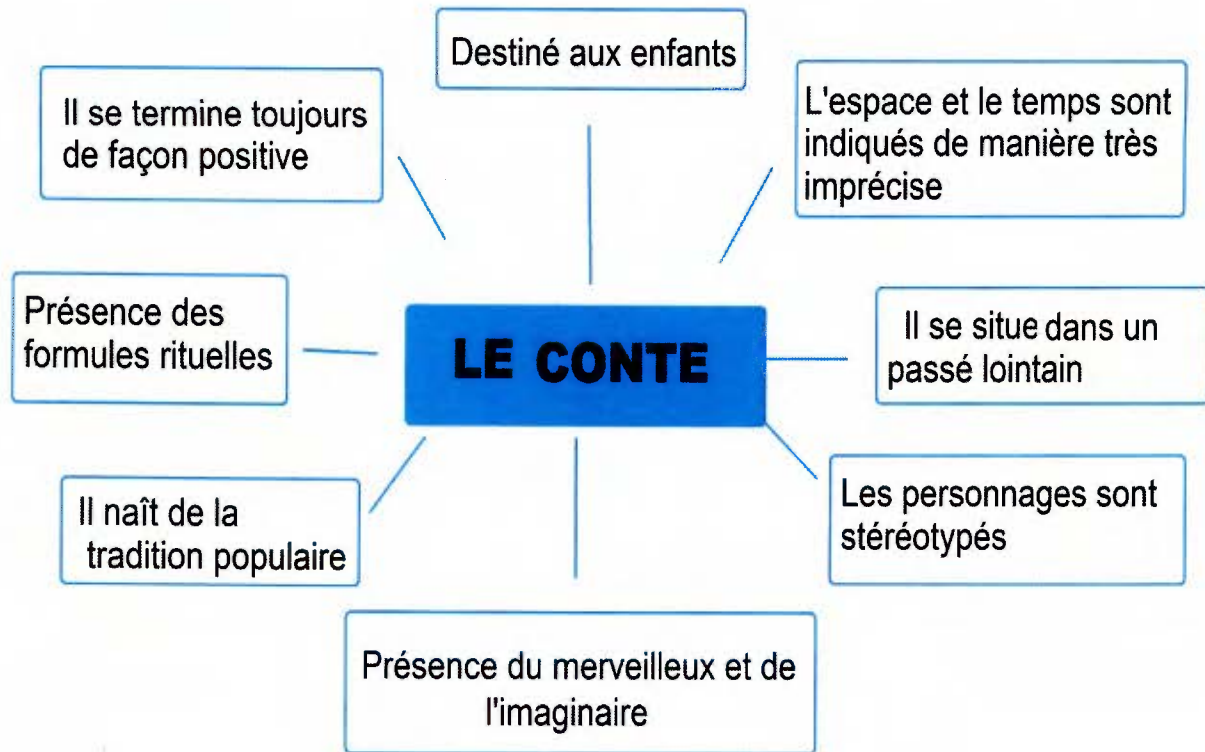 Destiné aux enfants
Il se termine toujours
de façon positive
L'espace et le temps sont
indiqués de manière très
imprécise
Présence des
formules rituelles
LE CONTE
Il se situe dans un
passé lointain
Il naît de la
tradition populaire
Les personnages sont
stéréotypés
Présence du merveilleux et de
l'imaginaire